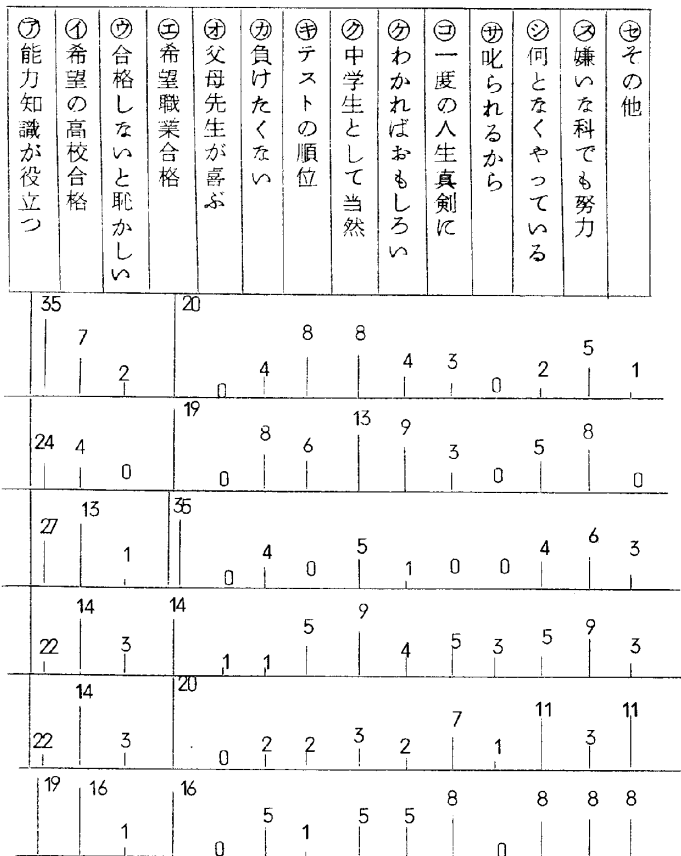 ㋐能力知識が役立つ
㋑希望の高校合格
㋒合格しないと恥かしい
㋓希望職業合格
㋔父母先生が喜ぶ
㋕負けたくない
㋖テストの順位
㋗中学生として当然
㋘わかればおもしろい
㋙一度の人生真剣に
㋚叱られるから
㋛何となくやっている
㋜嫌いな科でも努力
㋝その他
35 7 2 20 0 4 8 8 4 3 0 2 5 1
24 4 0 19 0 8 6 13 9 3 0 5 8 0
27 13 1 35 0 4 0 5 1 0 0 4 6 3
22 14 3 14 1 1 5 9 4 5 3 5 9 3
22 14 3 20 0 2 2 3 2 7 1 11 3 11
19 16 1 16 0 5 1 5 5 8 0 8 8 8